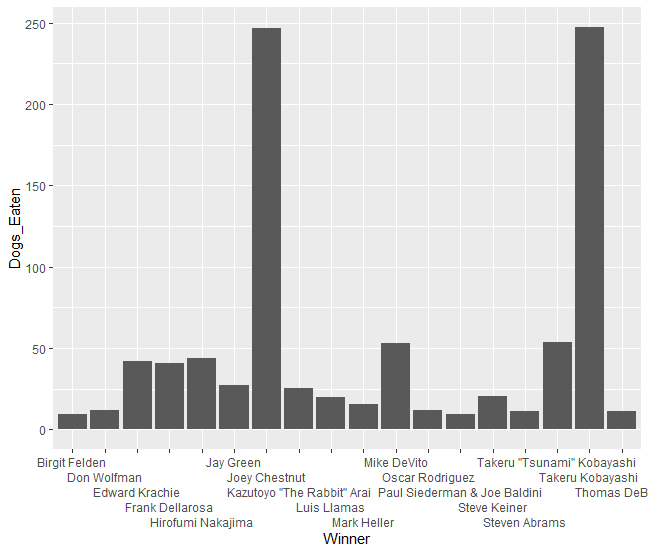 Dogs_Eaten
250
200
150
100
50
0
Birgit Felden
Don Wolfman
Edward Krachie
Frank Dellarosa
Hirofumi Nakajima
Jay Green
Joey Chestnut
Kazutoyo "The Rabbit" Arai
Luis Llamas
Mark Heller
Mike DeVito
Oscar Rodriguez
Paul Siederman & Joe Baldini
Steve Keiner
Steven Abrams
Takeru "Tsunami" Kobayashi
Takeru Kobayashi
Thomas DeB
Winner